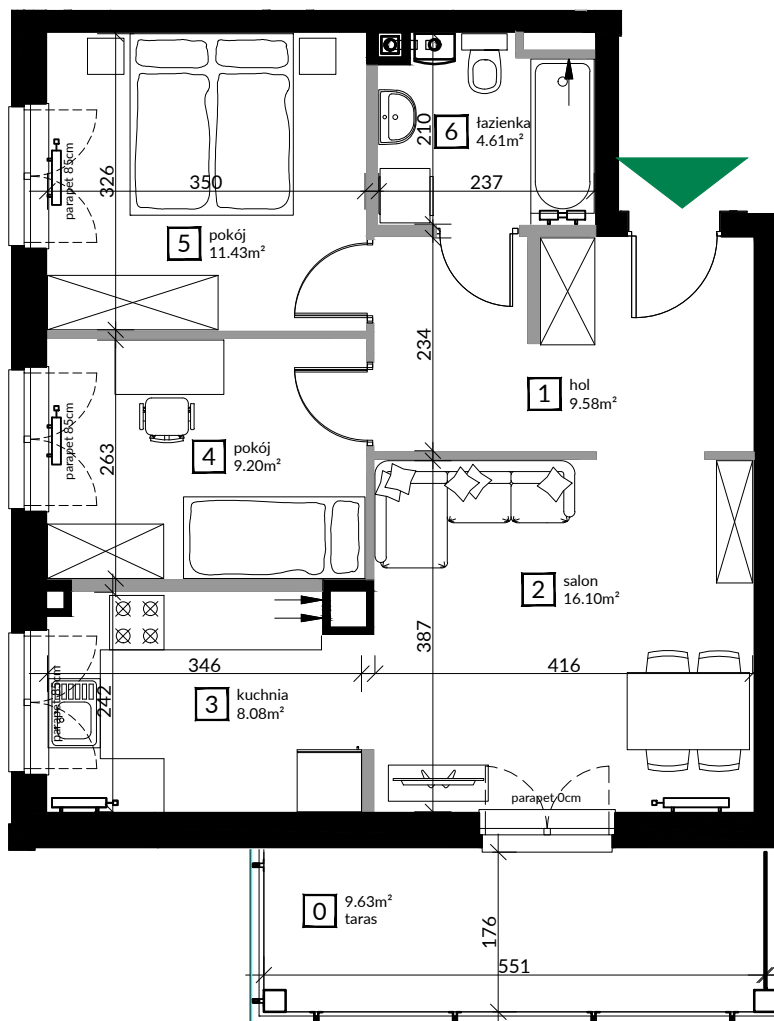 210
6
łazienka
4.61m²
parapet 85cm
326
350
237
5
pokój
11.43m²
234
1
hol
9.58m²
parapet 85cm
263
4
pokój
9.20m²
2
salon
16.10m²
387
346
416
parapet 85cm
242
3
kuchnia
8.08m²
parapet 0cm
0
9.63m²
taras
176
551